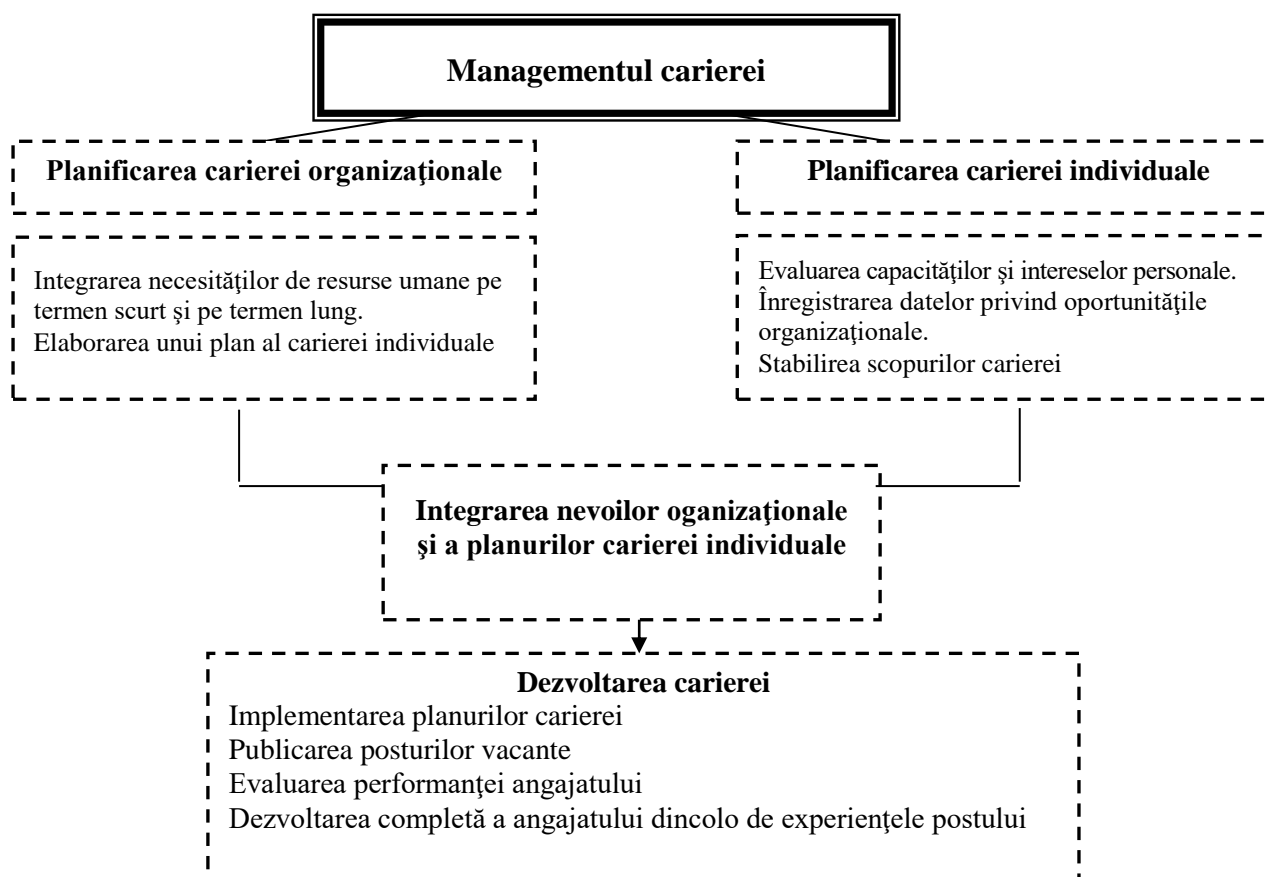 Managementul carierei
Planificarea carierei organizaţionale
Integrarea necesităţilor de resurse umane pe
termen scurt şi pe termen lung.
Elaborarea unui plan al carierei individuale
Planificarea carierei individuale
Evaluarea capacităţilor şi intereselor personale.
Înregistrarea datelor privind oportunităţile
organizaţionale.
Stabilirea scopurilor carierei
Integrarea nevoilor oganizaţionale
şi a planurilor carierei individuale
Dezvoltarea carierei
Implementarea planurilor carierei
Publicarea posturilor vacante
Evaluarea performanţei angajatului
Dezvoltarea completă a angajatului dincolo de experienţele postului